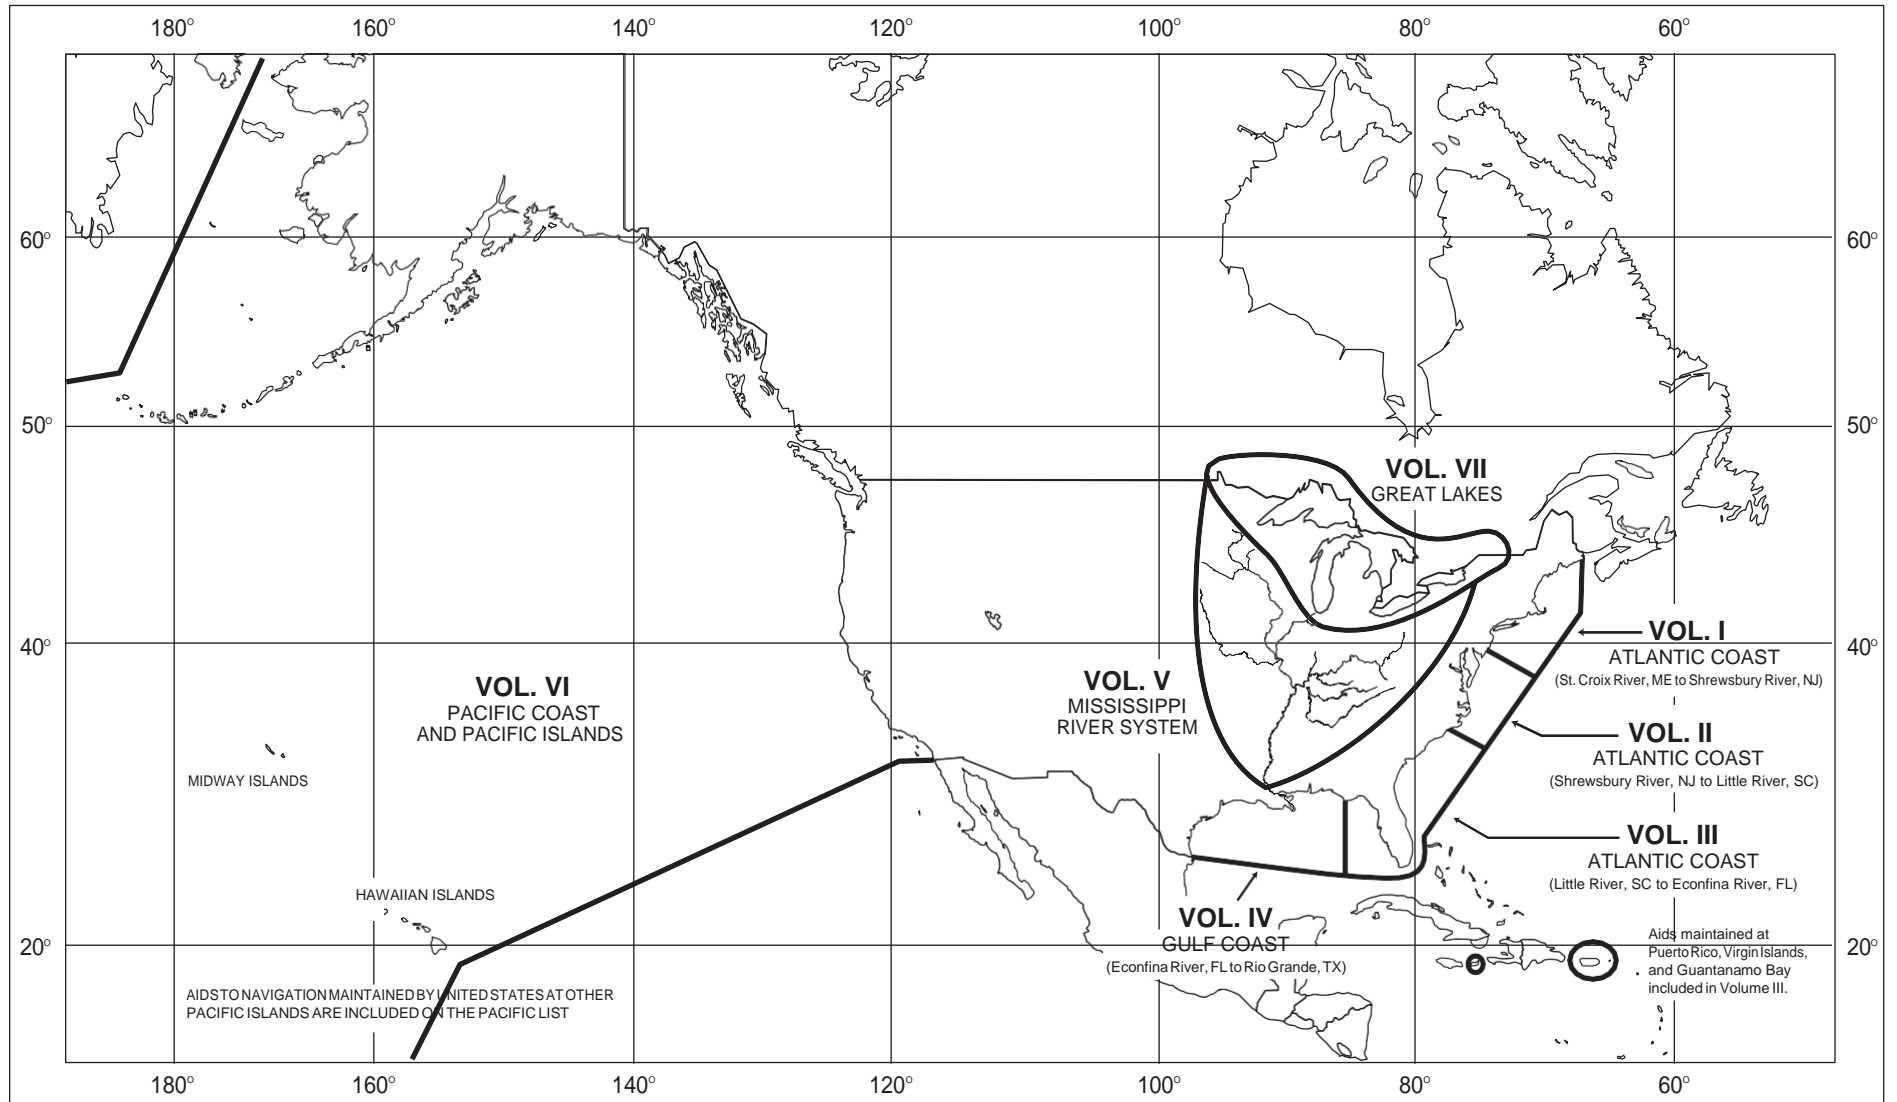 180° 160° 140° 120° 100° 80° 60°
60° 60°
50° 50°
VOL. VII
GREAT LAKES
40° 40°
VOL. I
ATLANTIC COAST
(St. Croix River, ME to Shrewsbury River, NJ)
VOL. VI
PACIFIC COAST
AND PACIFIC ISLANDS
VOL. V
MISSISSIPPI
RIVER SYSTEM
VOL. II
ATLANTIC COAST
(Shrewsbury River, NJ to Little River, SC)
MIDWAY ISLANDS
VOL. III
ATLANTIC COAST
(Little River, SC to Econfina River, FL)
HAWAIIAN ISLANDS
VOL. IV
GULF COAST
(Econfina River, FL to Rio Grande, TX)
20° 20°
Aids maintained at
Puerto Rico, Virgin Islands,
and Guantanamo Bay
included in Volume III.
AIDS TO NAVIGATION MAINTAINED BY UNITED STATES AT OTHER
PACIFIC ISLANDS ARE INCLUDED ON THE PACIFIC LIST
180° 160° 140° 120° 100° 80° 60°